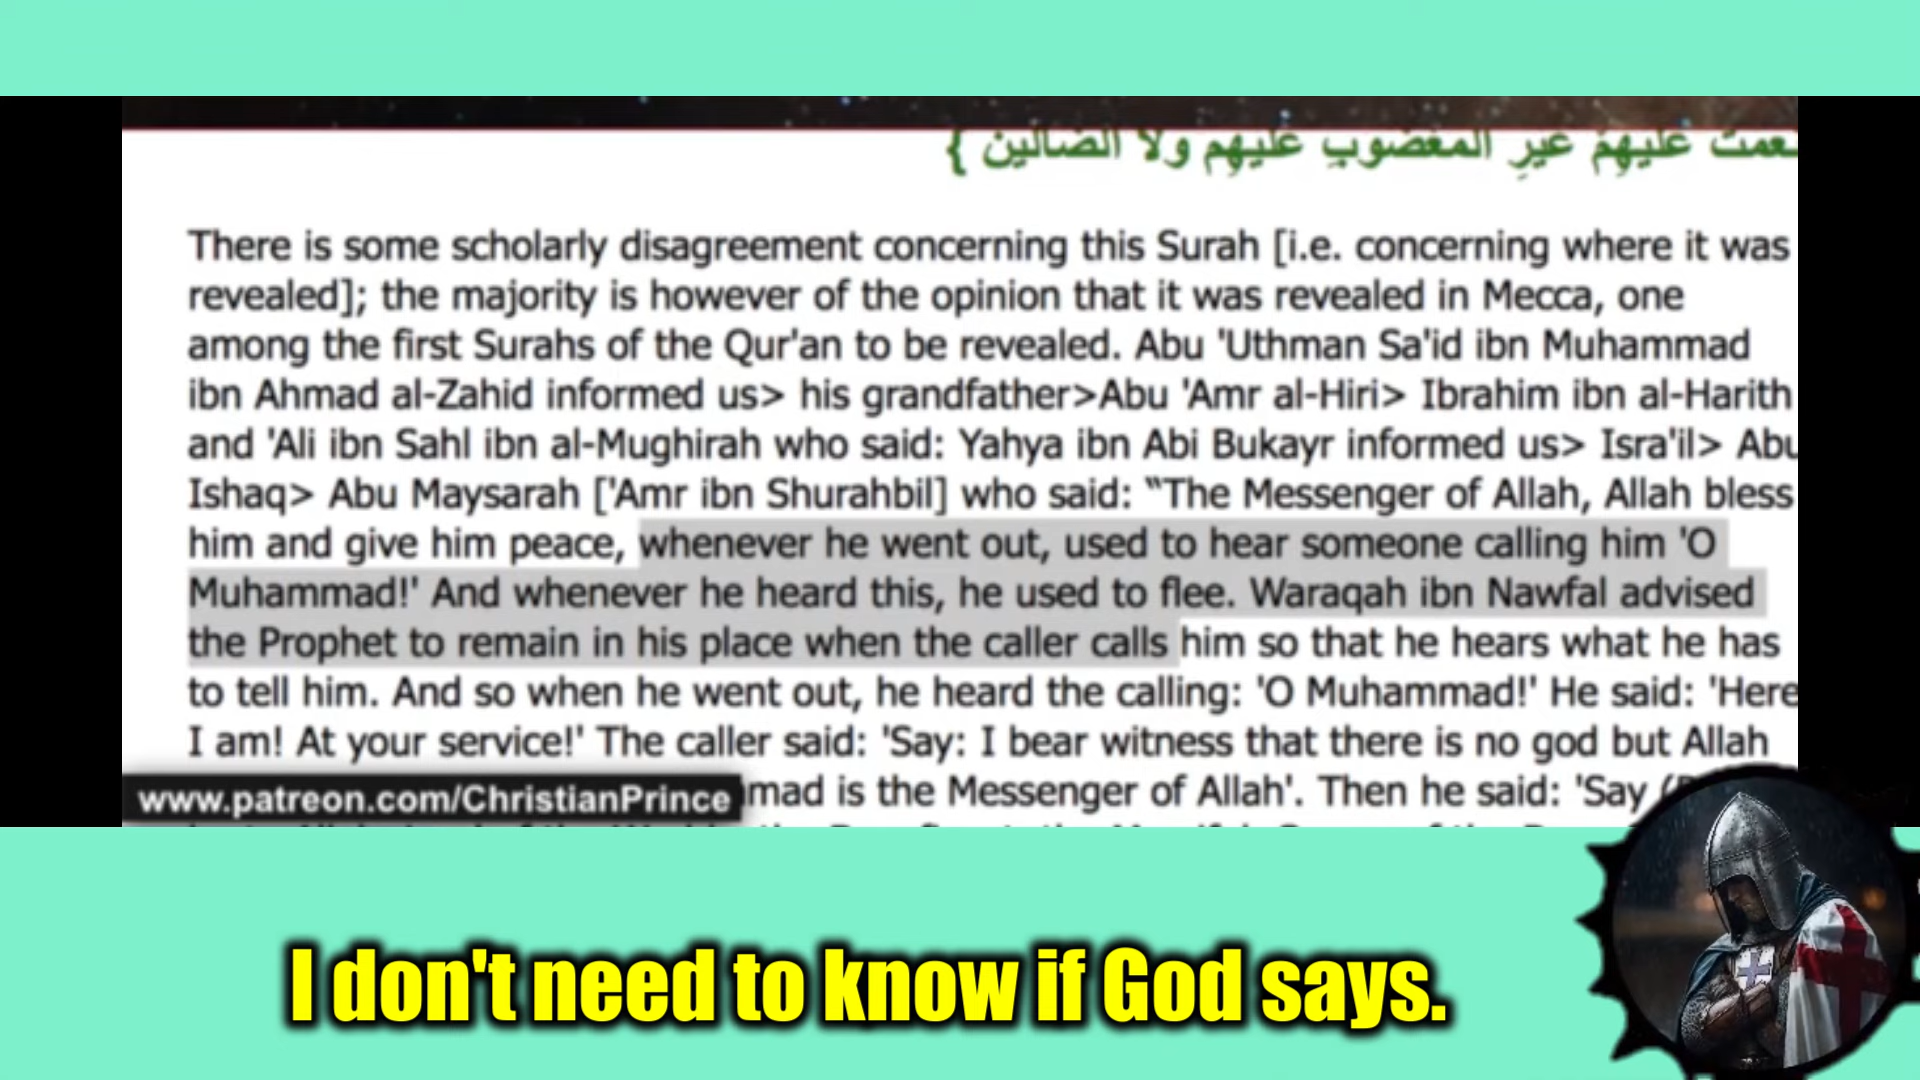 عليهم غير المغضوب عليهم ولا الضالين }
There is some scholarly disagreement concerning this Surah [i.e. concerning where it was
revealed]; the majority is however of the opinion that it was revealed in Mecca, one
among the first Surahs of the Qur'an to be revealed. Abu 'Uthman Sa'id ibn Muhammad
ibn Ahmad al-Zahid informed us> his grandfather>Abu 'Amr al-Hiri> Ibrahim ibn al-Harith
and 'Ali ibn Sahl ibn al-Mughirah who said: Yahya ibn Abi Bukayr informed us> Isra'il> Abu
Ishaq> Abu Maysarah ['Amr ibn Shurahbil] who said: “The Messenger of Allah, Allah bless
him and give him peace, whenever he went out, used to hear someone calling him 'O
Muhammad!' And whenever he heard this, he used to flee. Waraqah ibn Nawfal advised
the Prophet to remain in his place when the caller calls him so that he hears what he has
to tell him. And so when he went out, he heard the calling: 'O Muhammad!' He said: 'Here
I am! At your service!' The caller said: 'Say: I bear witness that there is no god but Allah
www.patreon.com/ChristianPrince
is the Messenger of Allah'. Then he said: 'Say
I don't need to know if God says.